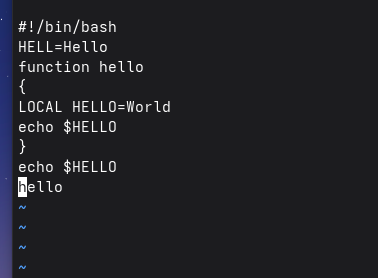 #!/bin/bash
HELL=Hello
function hello
{
LOCAL HELLO=World
echo $HELLO
}
echo $HELLO
hello
~
~
~
~